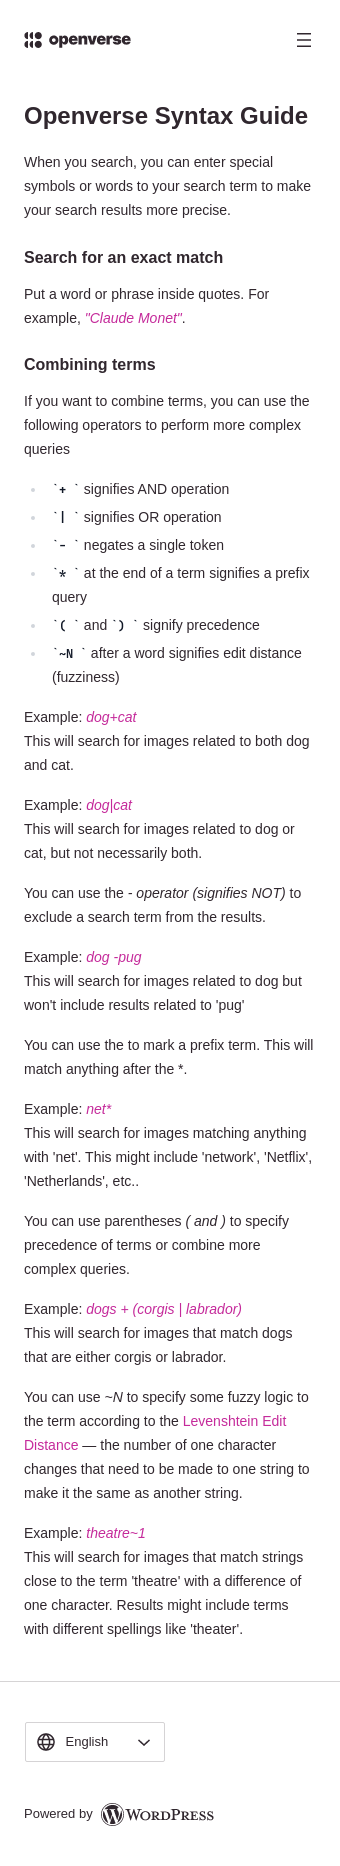 openverse
Openverse Syntax Guide
When you search, you can enter special
symbols or words to your search term to make
your search results more precise.
Search for an exact match
Put a word or phrase inside quotes. For
example, "Claude Monet".
Combining terms
If you want to combine terms, you can use the
following operators to perform more complex
queries
`+ ` signifies AND operation
`| ` signifies OR operation
`- ` negates a single token
`* ` at the end of a term signifies a prefix
query
`( ` and `) ` signify precedence
`~N ` after a word signifies edit distance
(fuzziness)
Example: dog+cat
This will search for images related to both dog
and cat.
Example: dog|cat
This will search for images related to dog or
cat, but not necessarily both.
You can use the - operator (signifies NOT) to
exclude a search term from the results.
Example: dog -pug
This will search for images related to dog but
won't include results related to 'pug'
You can use the to mark a prefix term. This will
match anything after the *.
Example: net*
This will search for images matching anything
with 'net'. This might include 'network', 'Netflix',
'Netherlands', etc..
You can use parentheses ( and ) to specify
precedence of terms or combine more
complex queries.
Example: dogs + (corgis | labrador)
This will search for images that match dogs
that are either corgis or labrador.
You can use ~N to specify some fuzzy logic to
the term according to the Levenshtein Edit
Distance — the number of one character
changes that need to be made to one string to
make it the same as another string.
Example: theatre~1
This will search for images that match strings
close to the term 'theatre' with a difference of
one character. Results might include terms
with different spellings like 'theater'.
English
Powered by WordPress